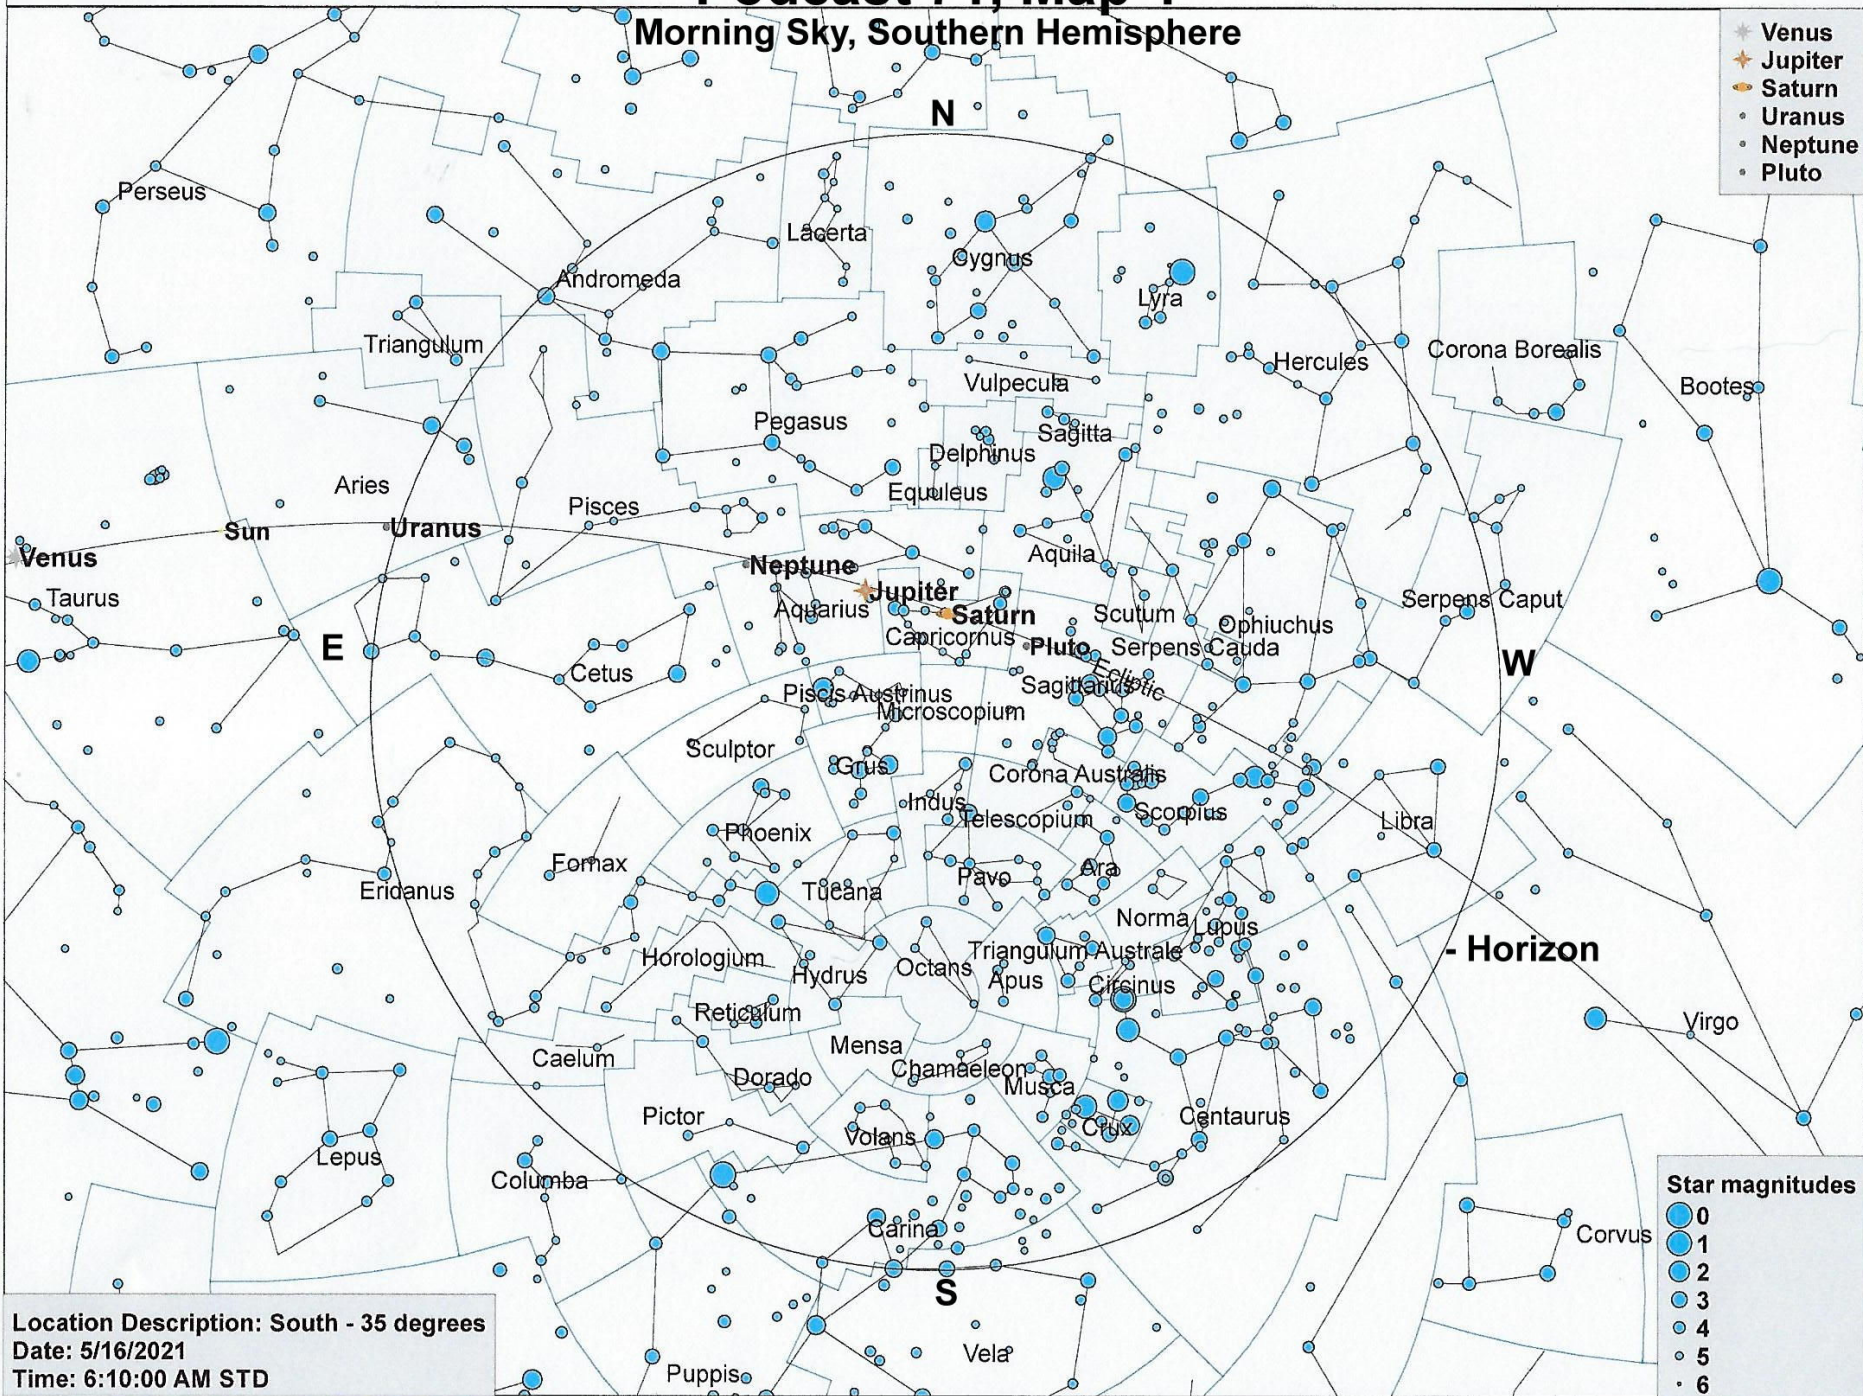 Podcast 71, Map 4
Morning Sky, Southern Hemisphere
Venus
Jupiter
Saturn
Uranus
Neptune
Pluto
N
Perseus
Lacerta
Andromeda
Cygnus
Lyra
Triangulum
Hercules
Corona Borealis
Vulpecula
Bootes
Pegasus
Sagitta
Delphinus
Aries
Equuleus
Pisces
Sun
Uranus
Venus
Neptune
Aquila
Jupiter
Taurus
Aquarius
Saturn
Scutum
Serpens Caput
Ophiuchus
Capricornus
Pluto
Serpens Cauda
E
W
Cetus
Ecliptic
Sagittarius
Piscis Austrinus
Microscopium
Sculptor
Grus
Corona Australis
Indus
Telescopium
Scorpius
Libra
Phoenix
Fornax
Ara
Pavo
Eridanus
Tucana
Norma
Lupus
Horologium
Triangulum Australe
- Horizon
Hydrus
Octans
Apus
Circinus
Reticulum
Virgo
Mensa
Caelum
Chamaeleon
Dorado
Musca
Pictor
Centaurus
Crux
Volans
Lepus
Columba
Carina
Corvus
S
Vela
Puppis
Star magnitudes
0
1
2
3
4
5
6
Location Description: South - 35 degrees
Date: 5/16/2021
Time: 6:10:00 AM STD